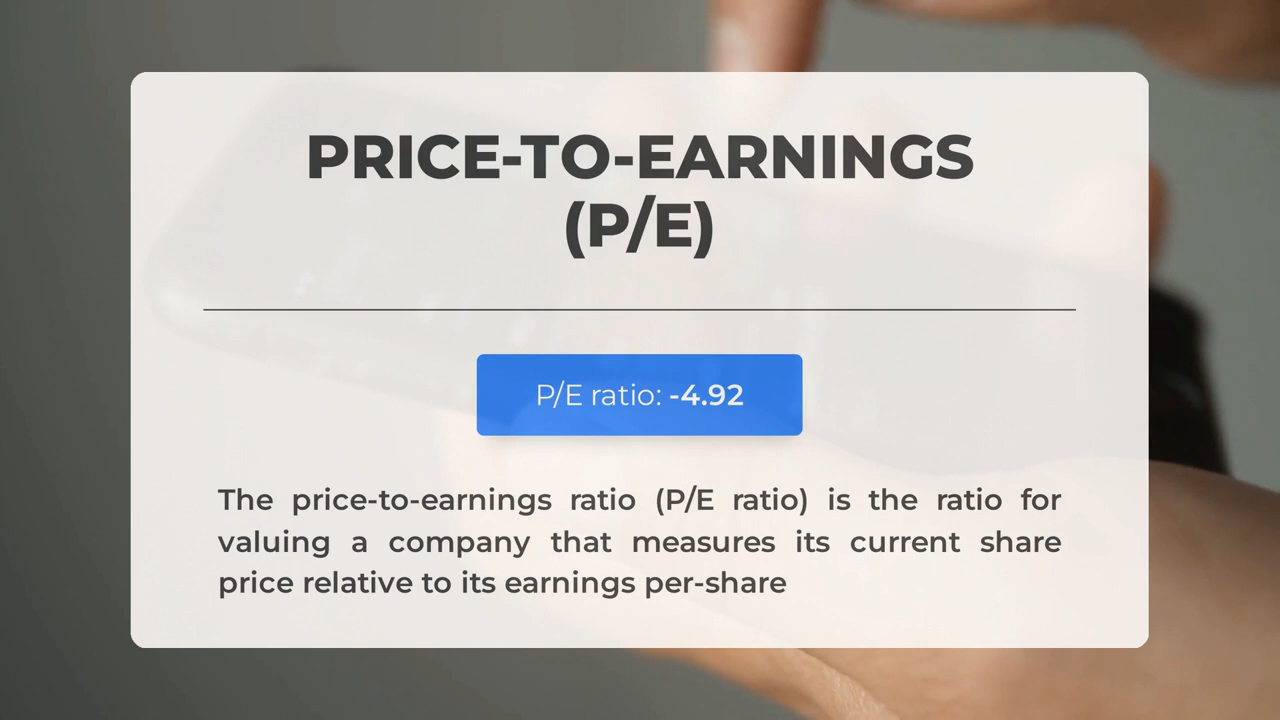 PRICE-TO-EARNINGS
(P/E)
P/E ratio: -4.92
The price-to-earnings ratio (P/E ratio) is the ratio for
valuing a company that measures its current share
price relative to its earnings per-share